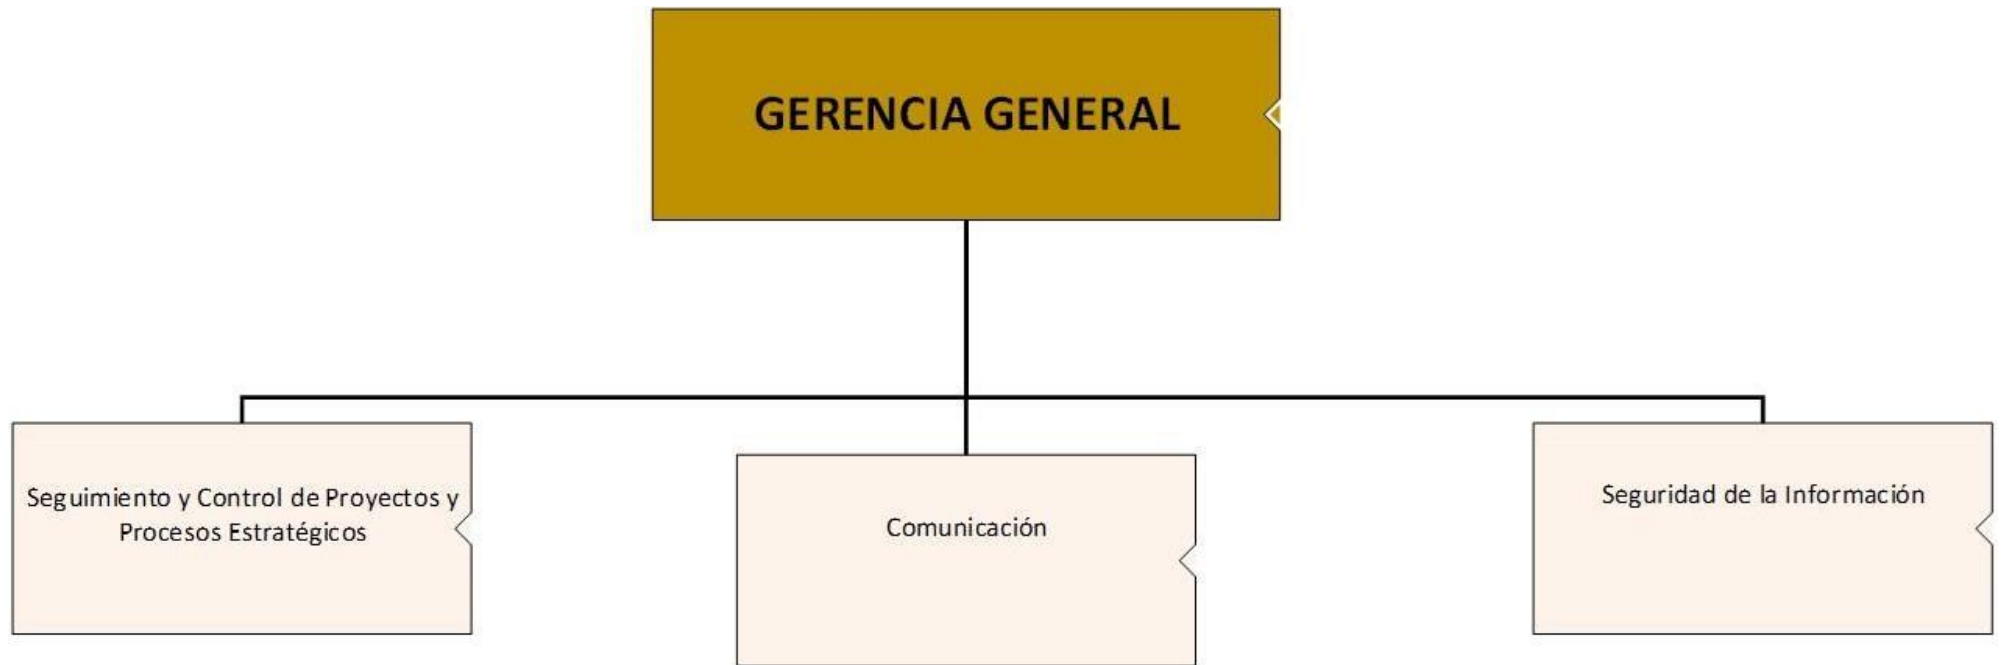 GERENCIA GENERAL
Seguimiento y Control de Proyectos y
Procesos Estratégicos
Comunicación
Seguridad de la Información